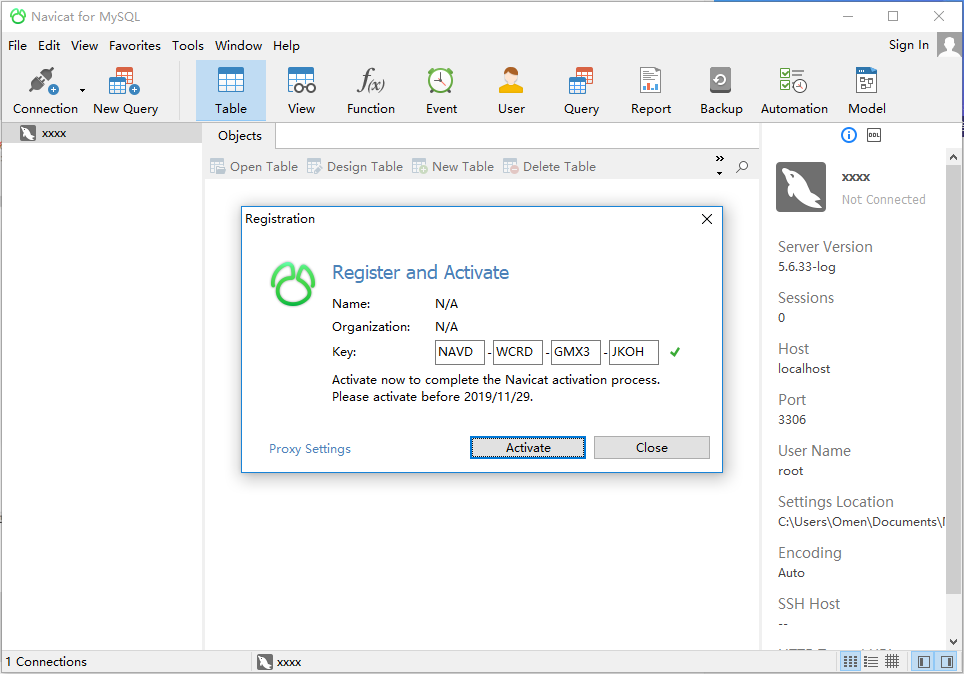 Navicat for MySQL
File Edit View Favorites Tools Window Help Sign In
Connection New Query Table View Function Event User Query Report Backup Automation Model
f(x)
xxxx
Objects
DDL
Open Table Design Table New Table Delete Table
xxxx
Not Connected
Server Version
5.6.33-log
Sessions
0
Host
localhost
Port
3306
User Name
root
Settings Location
C:\Users\Omen\Documents\
Encoding
Auto
SSH Host
--
Registration
Register and Activate
Name: N/A
Organization: N/A
Key: NAVD - WCRD - GMX3 - JKOH
Activate now to complete the Navicat activation process.
Please activate before 2019/11/29.
Proxy Settings Activate Close
1 Connections xxxx